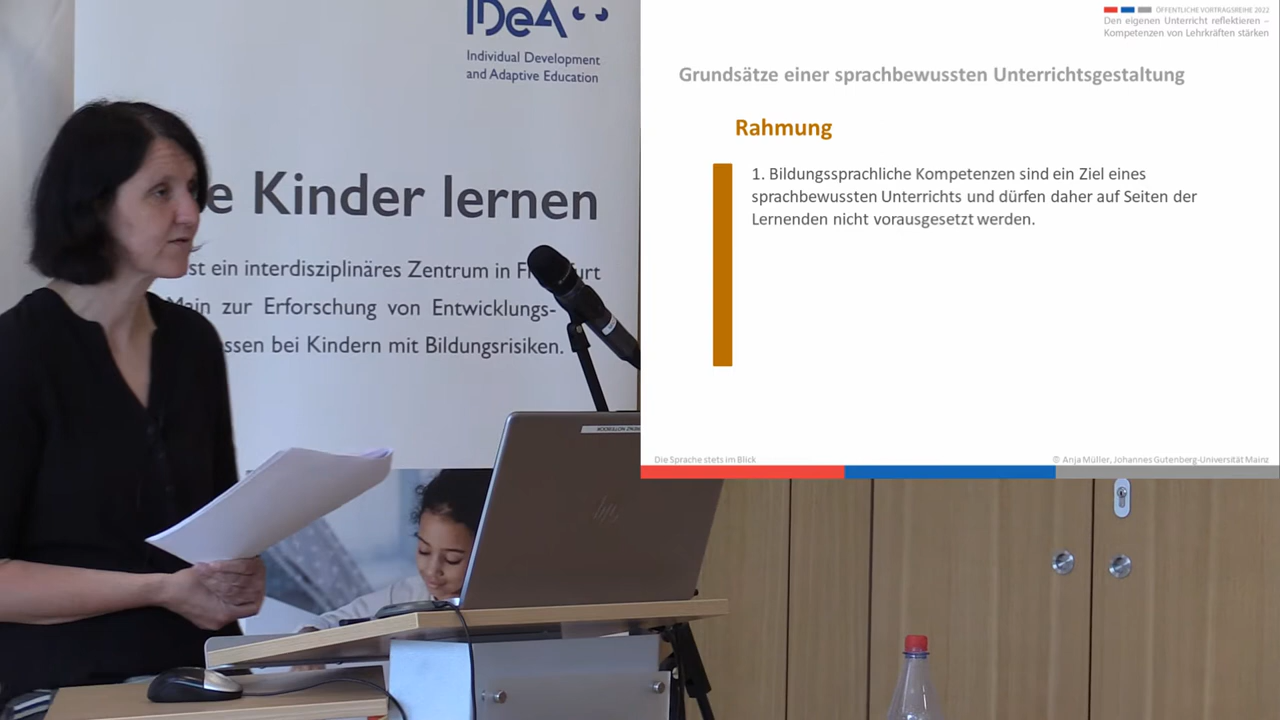 IDeA
Individual Development
and Adaptive Education
e Kinder lernen
ist ein interdisziplinäres Zentrum in
Main zur Erforschung von Entwicklungs-
ssen bei Kindern mit Bildungsrisiken.
ÖFFENTLICHE VORTRAGSREIHE 2022
Den eigenen Unterricht reflektieren –
Kompetenzen von Lehrkräften stärken
Grundsätze einer sprachbewussten Unterrichtsgestaltung
Rahmung
1. Bildungssprachliche Kompetenzen sind ein Ziel eines
sprachbewussten Unterrichts und dürfen daher auf Seiten der
Lernenden nicht vorausgesetzt werden.
Die Sprache stets im Blick
© Anja Müller, Johannes Gutenberg-Universität Mainz
hp